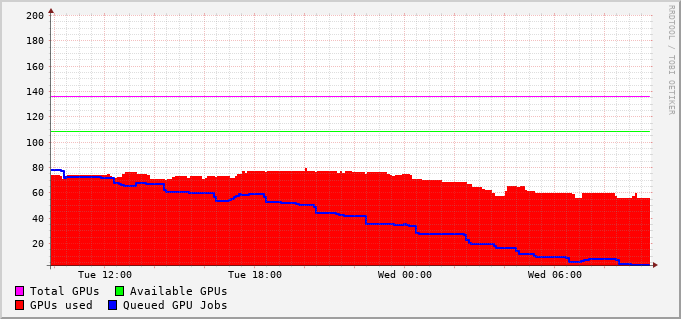 200
180
160
140
120
100
80
60
40
20
Tue 12:00 Tue 18:00 Wed 00:00 Wed 06:00
Total GPUs Available GPUs
GPUs used Queued GPU Jobs
RRDTOOL / TOBI OETIKER